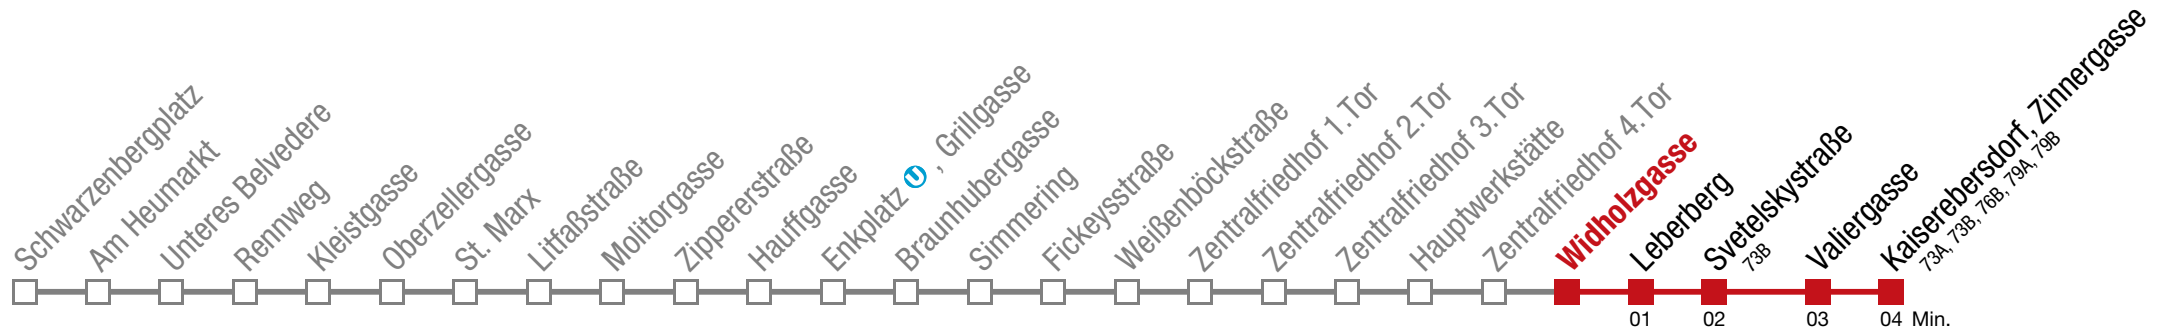 Schwarzenbergplatz
Am Heumarkt
Unteres Belvedere
Rennweg
Kleistgasse
Oberzellergasse
St. Marx
Litfaßstraße
Molitorgasse
Zippererstraße
Hauffgasse
Enkplatz U , Grillgasse
Braunhubergasse
Simmering
Fickeysstraße
Weißenböckstraße
Zentralfriedhof 1.Tor
Zentralfriedhof 2.Tor
Zentralfriedhof 3.Tor
Hauptwerkstätte
Zentralfriedhof 4.Tor
Widholzgasse
Leberberg
Svetelskystraße
73B
Valiergasse
Kaiserebersdorf, Zinnergasse
73A, 73B, 76B, 79A, 79B
01 02 03 04 Min.